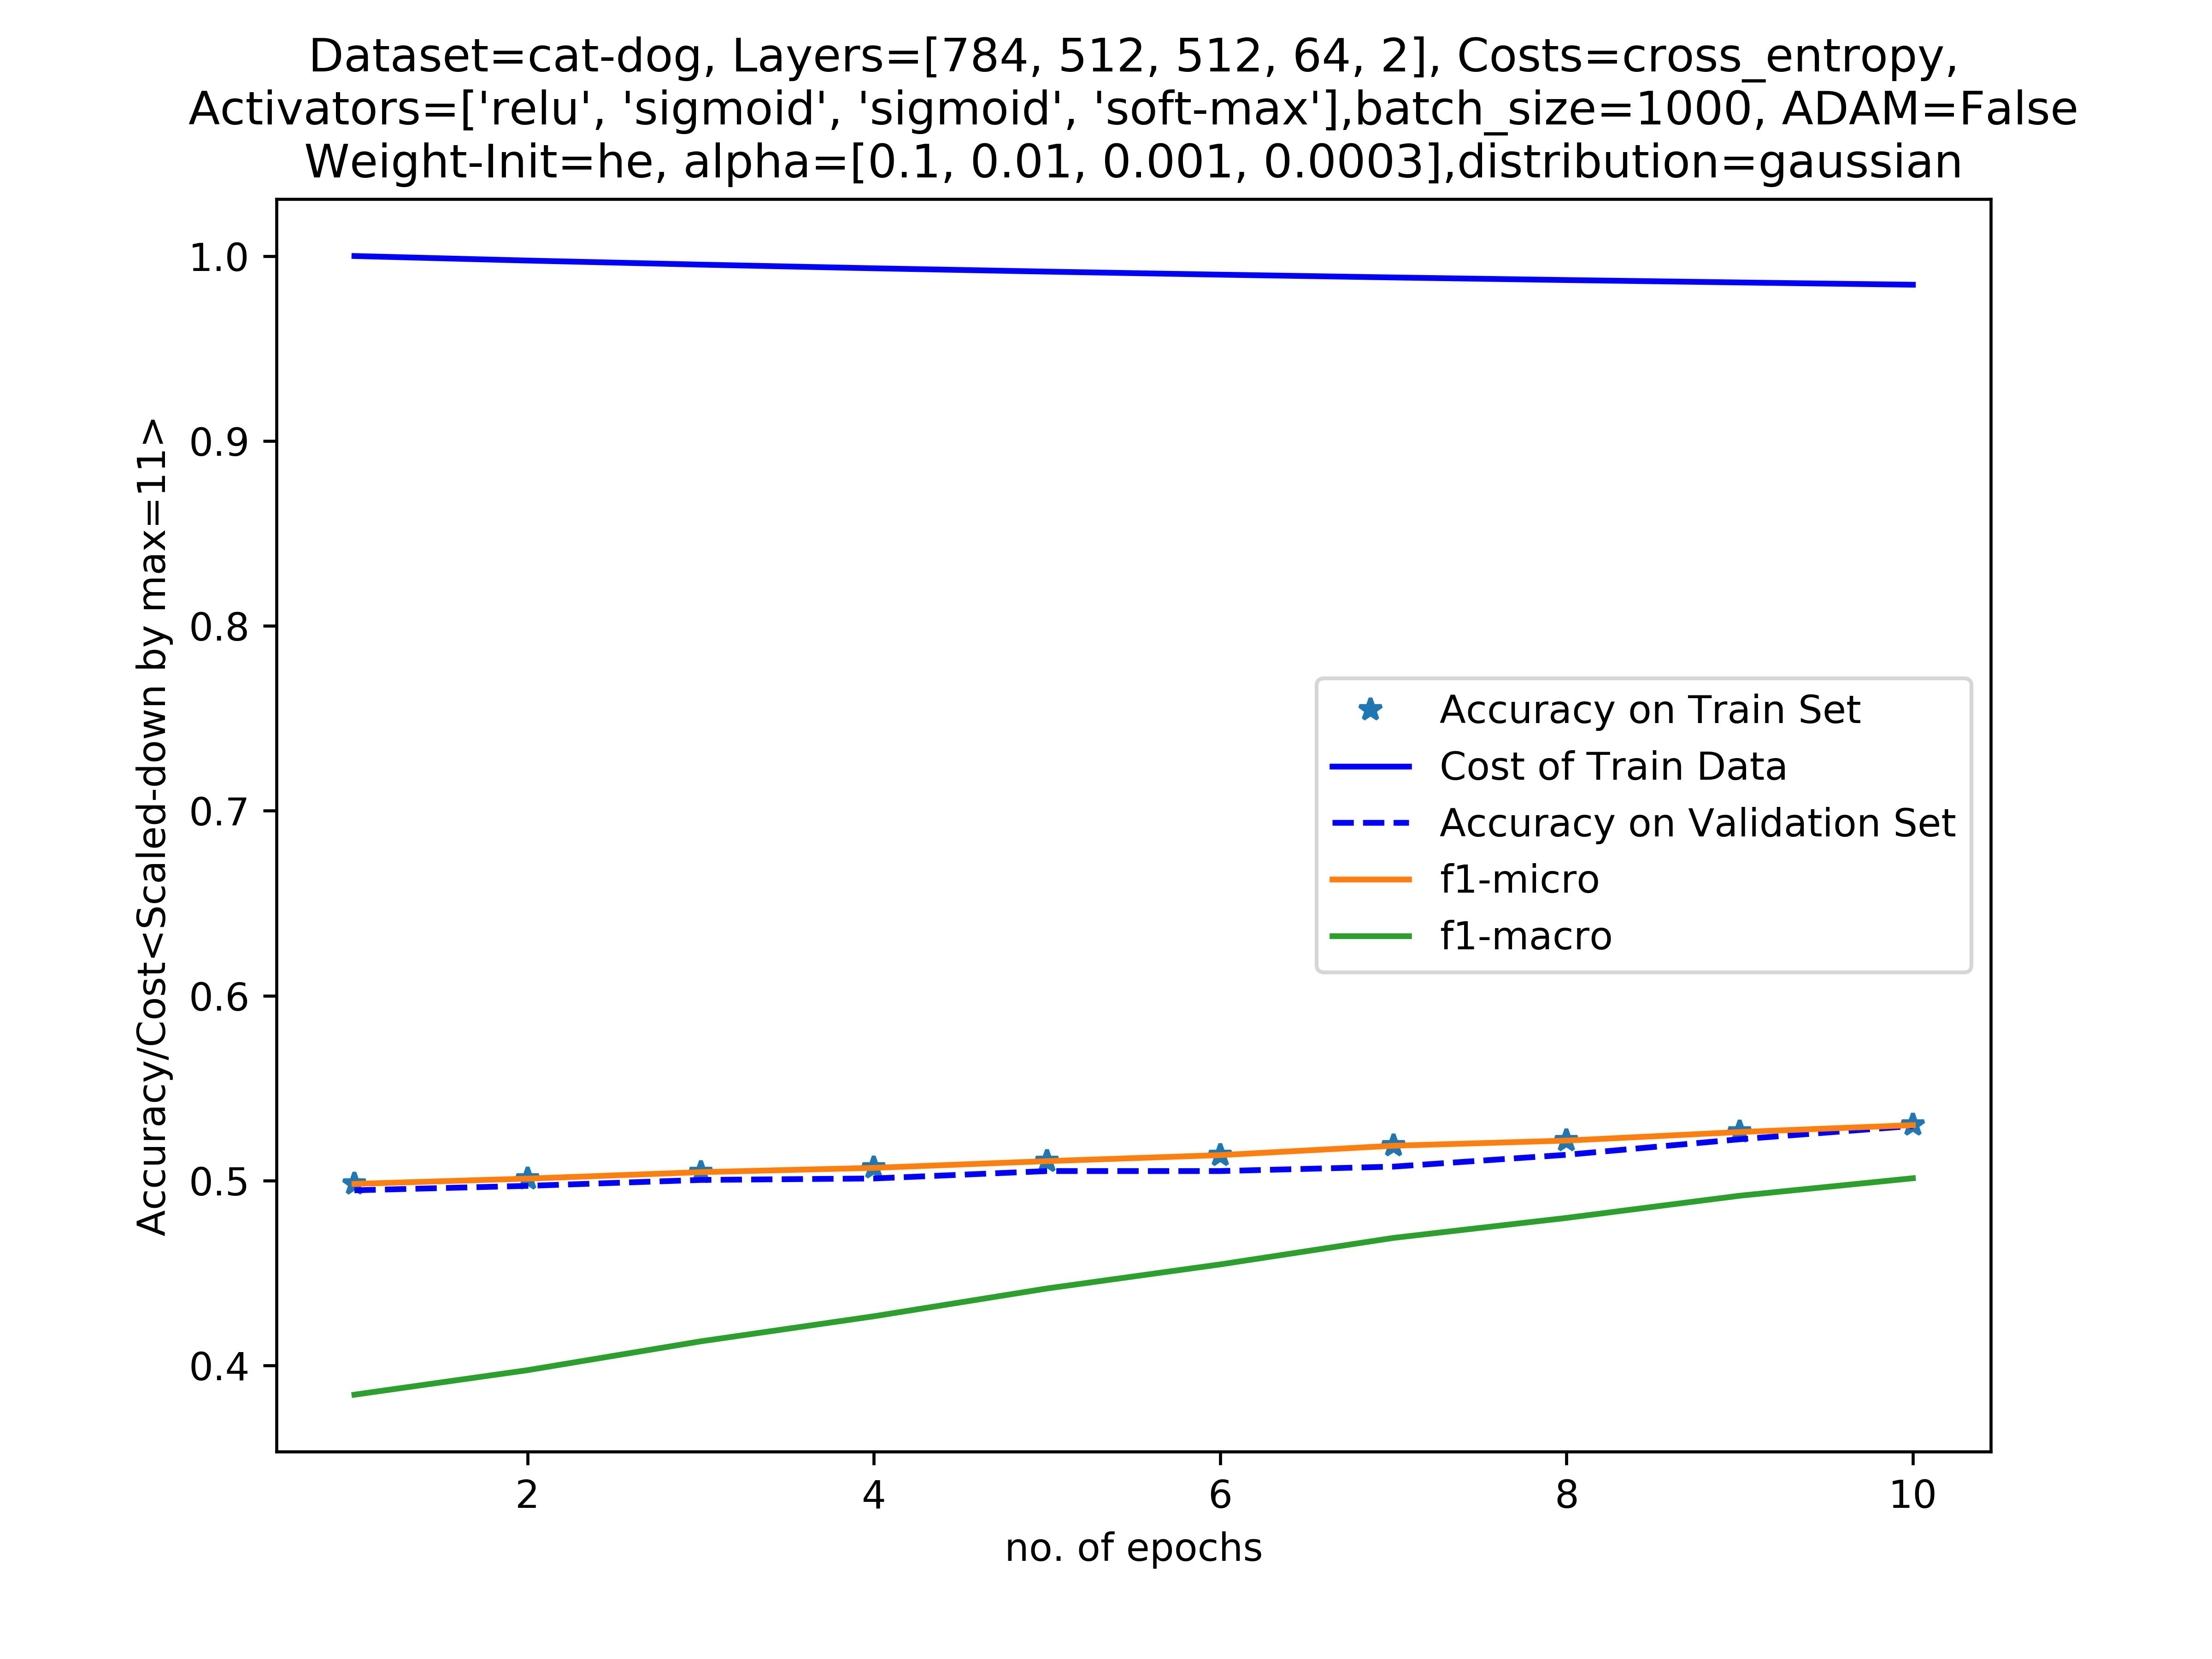 Dataset=cat-dog, Layers=[784, 512, 512, 64, 2], Costs=cross_entropy,
Activators=['relu', 'sigmoid', 'sigmoid', 'soft-max'],batch_size=1000, ADAM=False
Weight-Init=he, alpha=[0.1, 0.01, 0.001, 0.0003],distribution=gaussian
Accuracy/Cost<Scaled-down by max=11>
1.0
0.9
0.8
0.7
0.6
0.5
0.4
Accuracy on Train Set
Cost of Train Data
Accuracy on Validation Set
f1-micro
f1-macro
2 4 6 8 10
no. of epochs